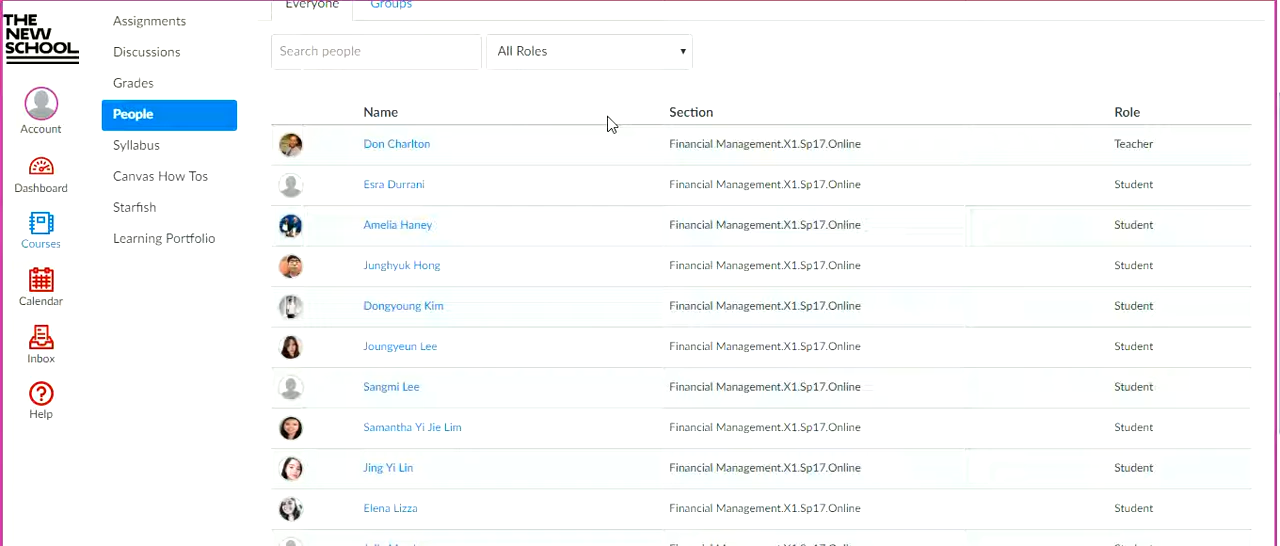 Everyone Groups
THE
NEW
SCHOOL
Account
Dashboard
Courses
Calendar
Inbox
Help
Assignments
Discussions
Grades
People
Syllabus
Canvas How Tos
Starfish
Learning Portfolio
Search people All Roles
Name Section Role
Don Charlton Financial Management.X1.Sp17.Online Teacher
Esra Durrani Financial Management.X1.Sp17.Online Student
Amelia Haney Financial Management.X1.Sp17.Online Student
Junghyuk Hong Financial Management.X1.Sp17.Online Student
Dongyoung Kim Financial Management.X1.Sp17.Online Student
Joungyeun Lee Financial Management.X1.Sp17.Online Student
Sangmi Lee Financial Management.X1.Sp17.Online Student
Samantha Yi Jie Lim Financial Management.X1.Sp17.Online Student
Jing Yi Lin Financial Management.X1.Sp17.Online Student
Elena Lizza Financial Management.X1.Sp17.Online Student